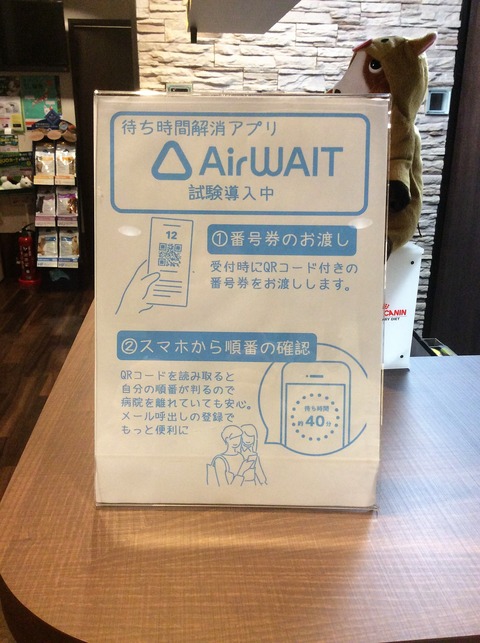 待ち時間解消アプリ
AirWAIT
試験導入中
12
①番号券のお渡し
受付時にQRコード付きの
番号券をお渡しします。
②スマホから順番の確認
QRコードを読み取ると
自分の順番が判るので
病院を離れていても安心。
メール呼出しの登録で
もっと便利に
待ち時間
約40分
CANIN